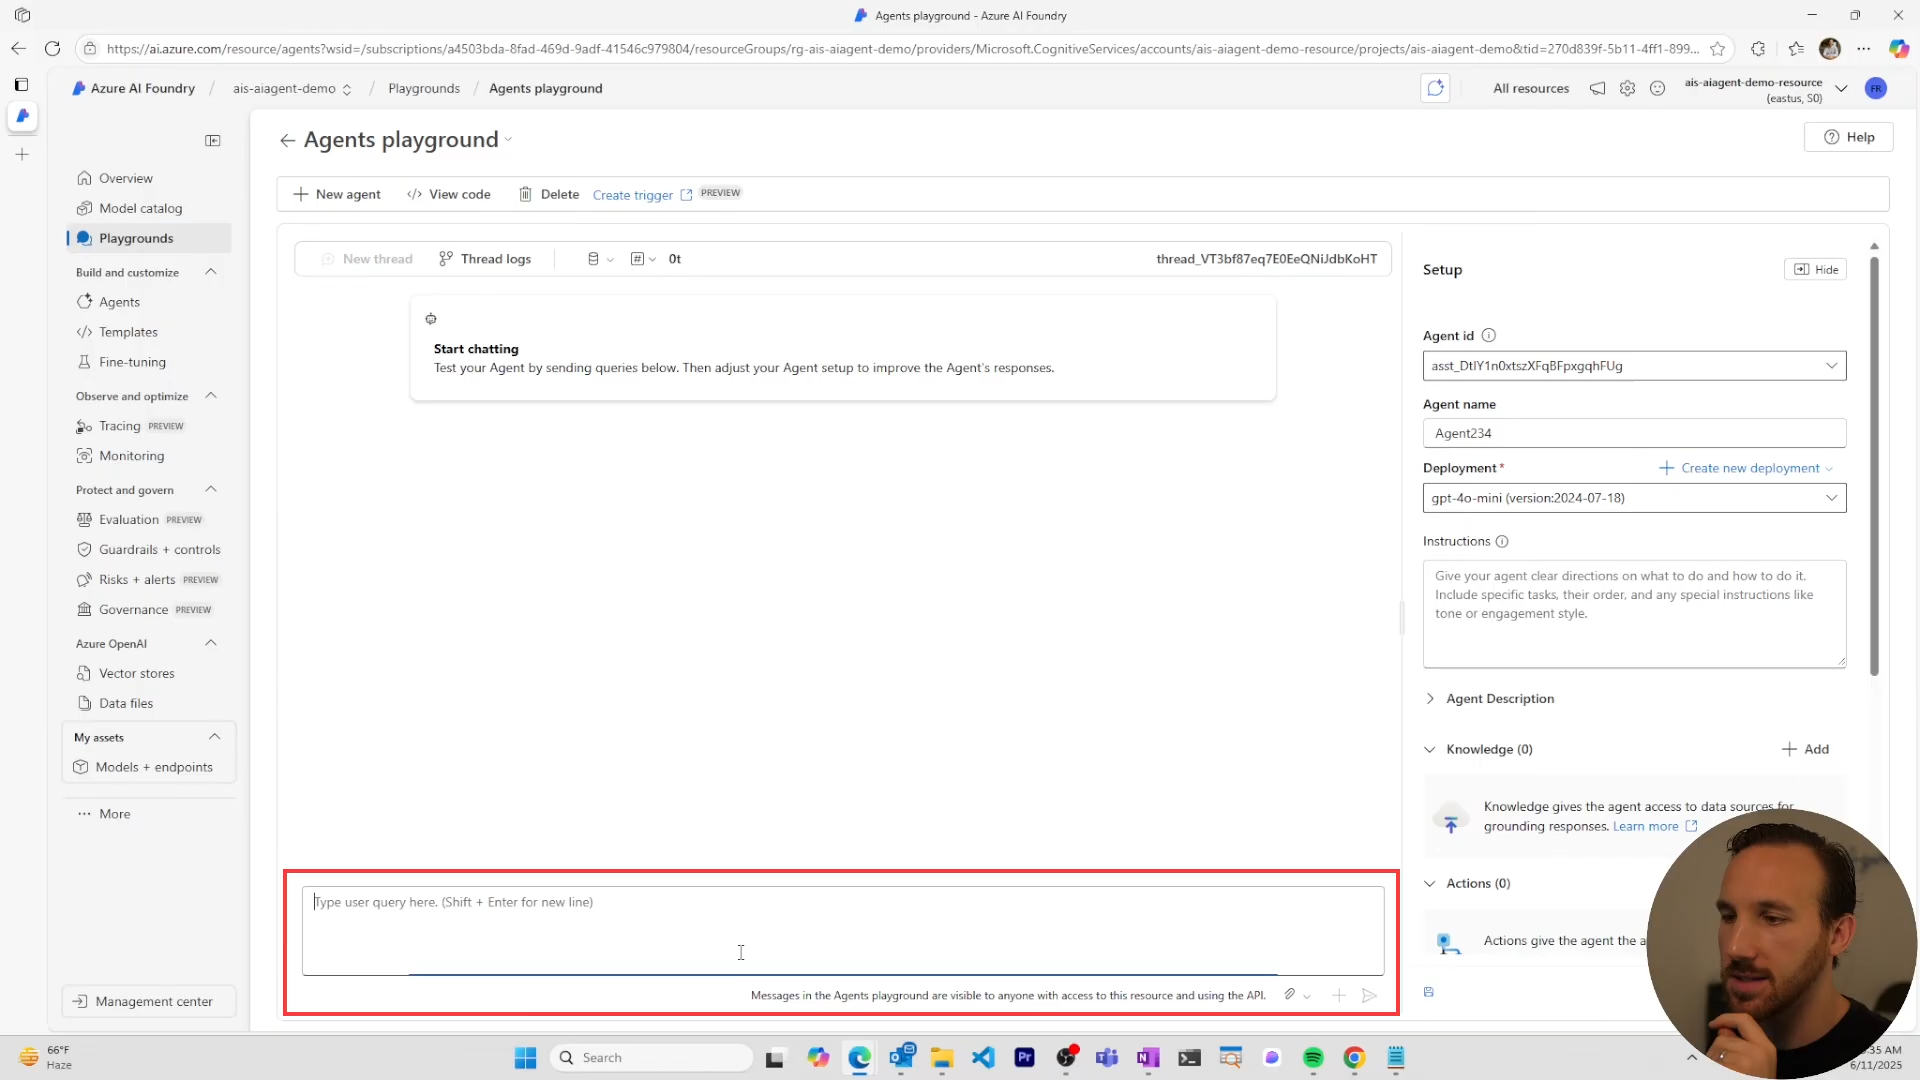 Agents playground - Azure AI Foundry
https://ai.azure.com/resource/agents?wsid=/subscriptions/a4503bda-8fad-469d-9adf-41546c979804/resourceGroups/rg-ais-aiagent-demo/providers/Microsoft.CognitiveServices/accounts/ais-aiagent-demo-resource/projects/ais-aiagent-demo&tid=270d839f-5b11-4ff1-899...
Azure AI Foundry / ais-aiagent-demo / Playgrounds / Agents playground
All resources
ais-aiagent-demo-resource
(eastus, S0)
FR
Agents playground
Help
New agent
View code
Delete
Create trigger
PREVIEW
Overview
Model catalog
Playgrounds
Build and customize
Agents
Templates
Fine-tuning
Observe and optimize
Tracing PREVIEW
Monitoring
Protect and govern
Evaluation PREVIEW
Guardrails + controls
Risks + alerts PREVIEW
Governance PREVIEW
Azure OpenAI
Vector stores
Data files
My assets
Models + endpoints
More
Management center
New thread
Thread logs
0t
thread_VT3bf87eq7E0EeQNiJdbKoHT
Start chatting
Test your Agent by sending queries below. Then adjust your Agent setup to improve the Agent's responses.
Type user query here. (Shift + Enter for new line)
Messages in the Agents playground are visible to anyone with access to this resource and using the API.
Setup
Hide
Agent id
asst_DtlY1n0xtszXFqBFpxgqhFUg
Agent name
Agent234
Deployment*
Create new deployment
gpt-4o-mini (version:2024-07-18)
Instructions
Give your agent clear directions on what to do and how to do it.
Include specific tasks, their order, and any special instructions like
tone or engagement style.
Agent Description
Knowledge (0)
Add
Knowledge gives the agent access to data sources for
grounding responses. Learn more
Actions (0)
Actions give the agent the a
66°F
Haze
Search
:35 AM
6/11/2025